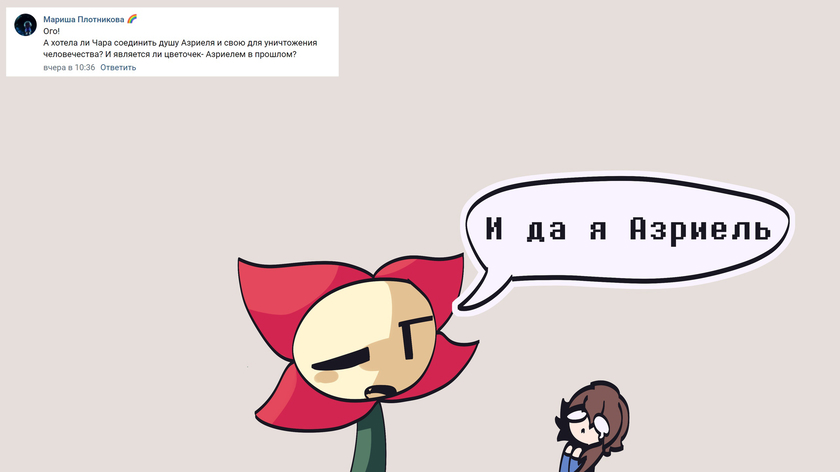 Мариша Плотникова 🌈
Ого!
А хотела ли Чара соединить душу Азриеля и свою для уничтожения
человечества? И является ли цветочек- Азриелем в прошлом?
вчера в 10:36 Ответить
И да я Азриель